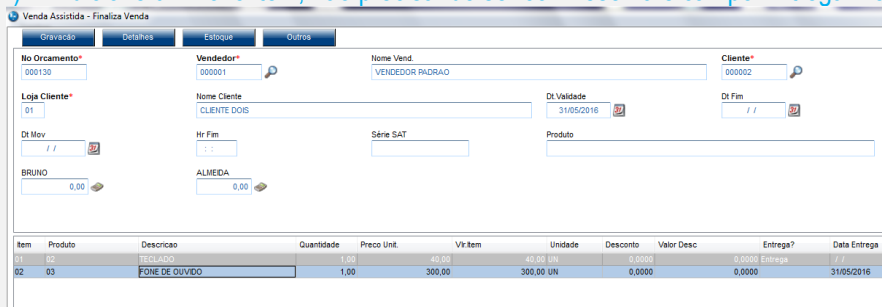 Venda Assistida - Finaliza Venda
Gravacão Detalhes Estoque Outros
No Orcamento* Vendedor* Nome Vend. Cliente*
000130 000001 VENDEDOR PADRAO 000002
Loja Cliente* Nome Cliente Dt.Validade Dt Fim
01 CLIENTE DOIS 31/05/2016 / /
Dt Mov Hr Fim Série SAT Produto
/ / : :
BRUNO ALMEIDA
0,00 0,00
Item Produto Descricao Quantidade Preco Unit. Vlr.Item Unidade Desconto Valor Desc Entrega? Data Entrega
01 02 TECLADO 1,00 40,00 40,00 UN 0,0000 0,0000 Entrega / /
02 03 FONE DE OUVIDO 1,00 300,00 300,00 UN 0,0000 0,0000 31/05/2016